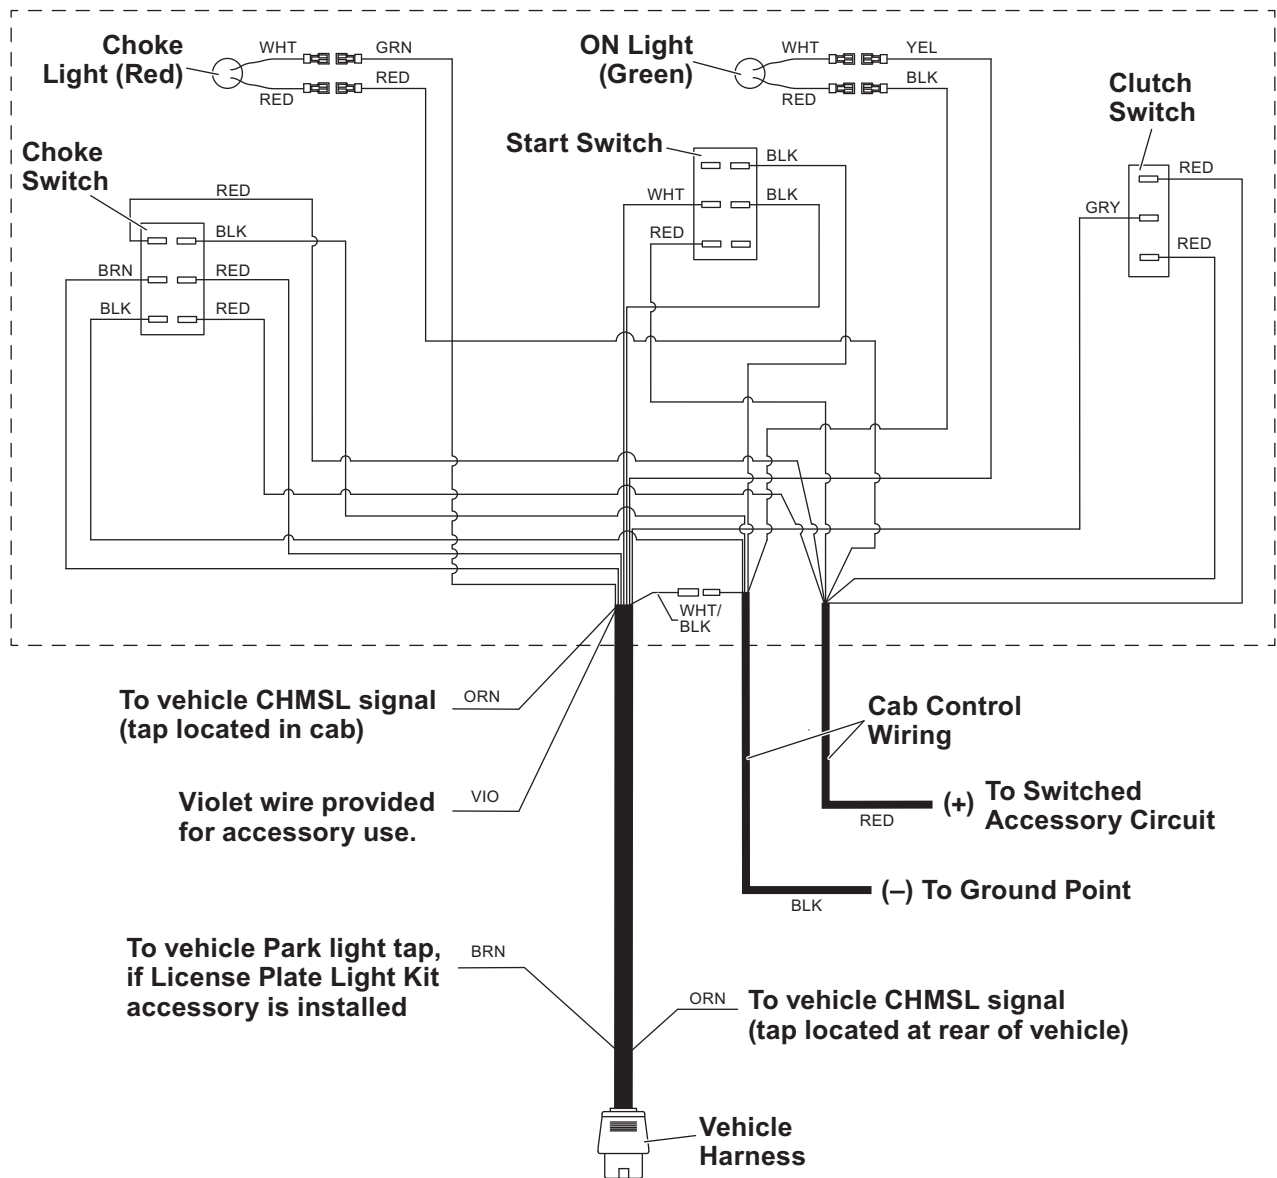 Choke
Light (Red)
WHT
GRN
RED
RED
ON Light
(Green)
WHT
YEL
BLK
RED
Clutch
Switch
Choke
Switch
Start Switch
BLK
RED
RED
WHT
BLK
GRY
BLK
RED
RED
BRN
RED
BLK
RED
WHT/
BLK
To vehicle CHMSL signal
(tap located in cab)
ORN
Cab Control
Wiring
Violet wire provided
for accessory use.
VIO
(+)
To Switched
Accessory Circuit
RED
(–) To Ground Point
BLK
To vehicle Park light tap,
if License Plate Light Kit
accessory is installed
BRN
ORN
To vehicle CHMSL signal
(tap located at rear of vehicle)
Vehicle
Harness